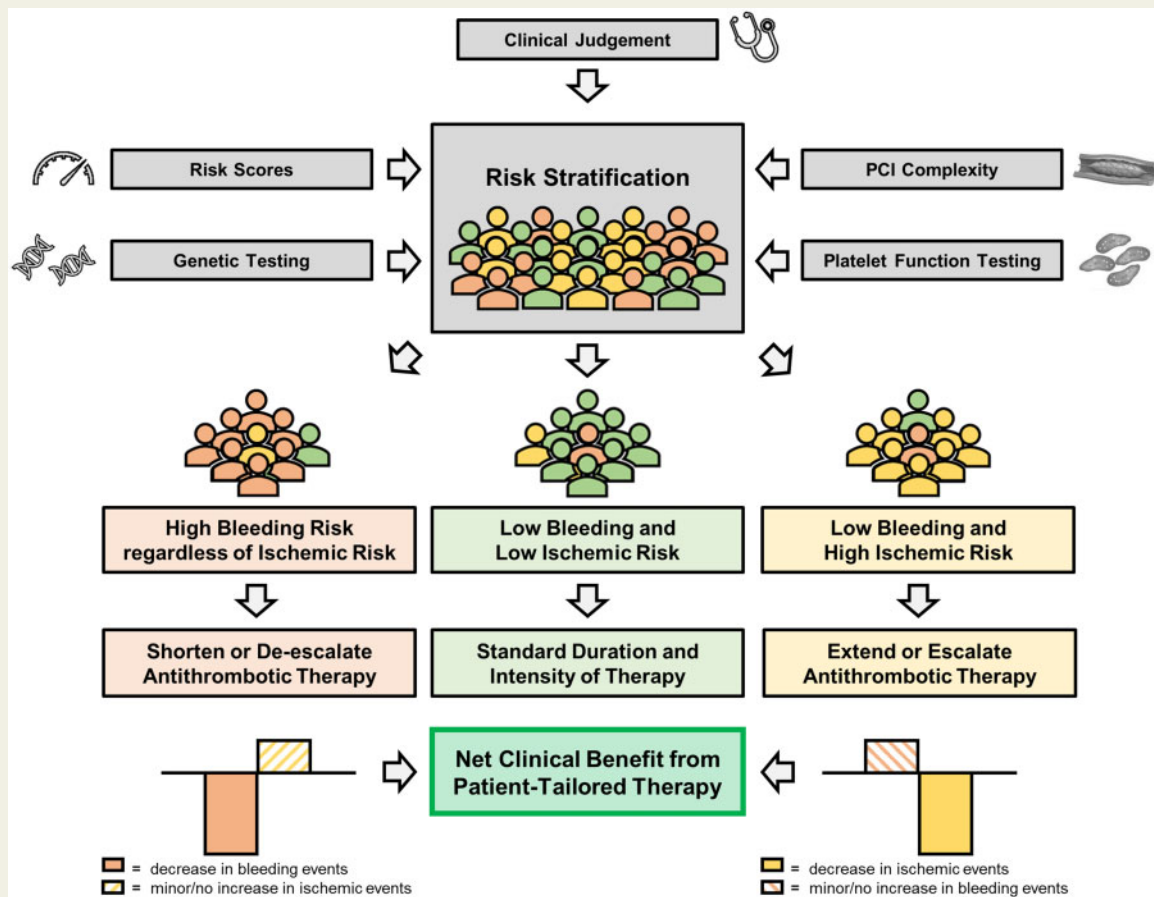 Clinical Judgement
Risk Scores
Risk Stratification
PCI Complexity
Genetic Testing
Platelet Function Testing
High Bleeding Risk
regardless of Ischemic Risk
Low Bleeding and
Low Ischemic Risk
Low Bleeding and
High Ischemic Risk
Shorten or De-escalate
Antithrombotic Therapy
Standard Duration and
Intensity of Therapy
Extend or Escalate
Antithrombotic Therapy
Net Clinical Benefit from
Patient-Tailored Therapy
= decrease in bleeding events
= minor/no increase in ischemic events
= decrease in ischemic events
= minor/no increase in bleeding events